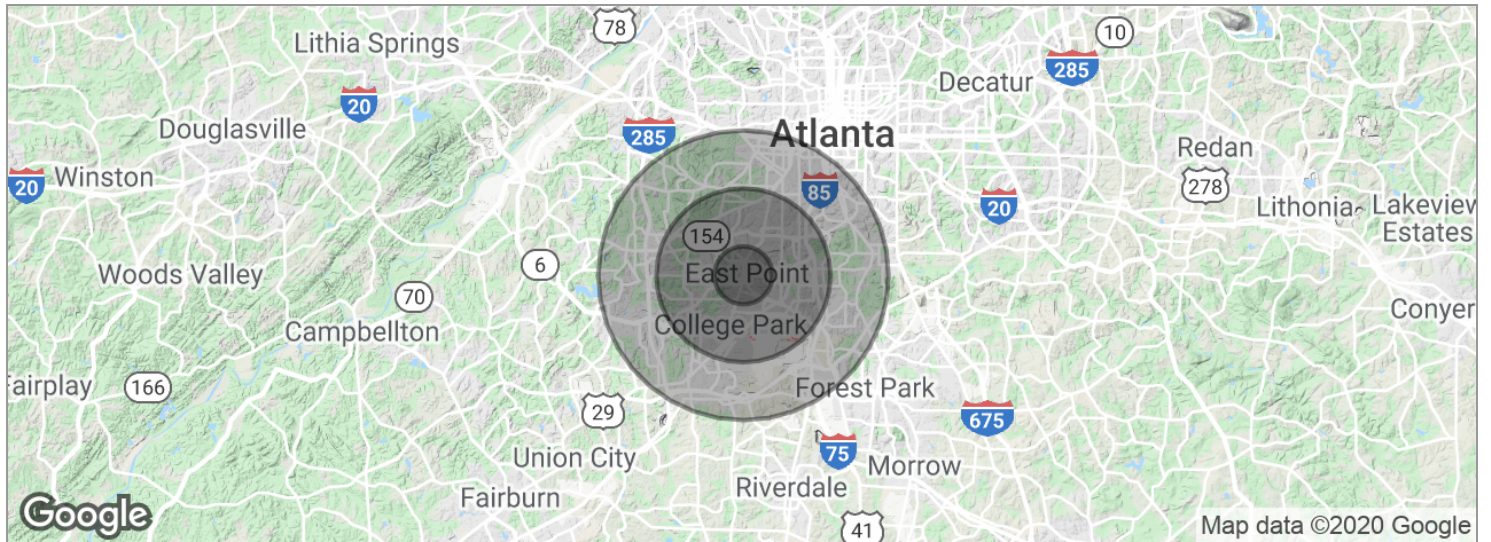 78
10
Lithia Springs
285
Decatur
20
Douglasville
285
Atlanta
Redan
20
Winston
85
278
20
Lithonia
Lakeview
Estates
154
6
East Point
Woods Valley
70
Conyer
College Park
Campbellton
Fairplay
166
Forest Park
29
675
Union City
75
Morrow
Riverdale
Fairburn
41
Google
Map data ©2020 Google